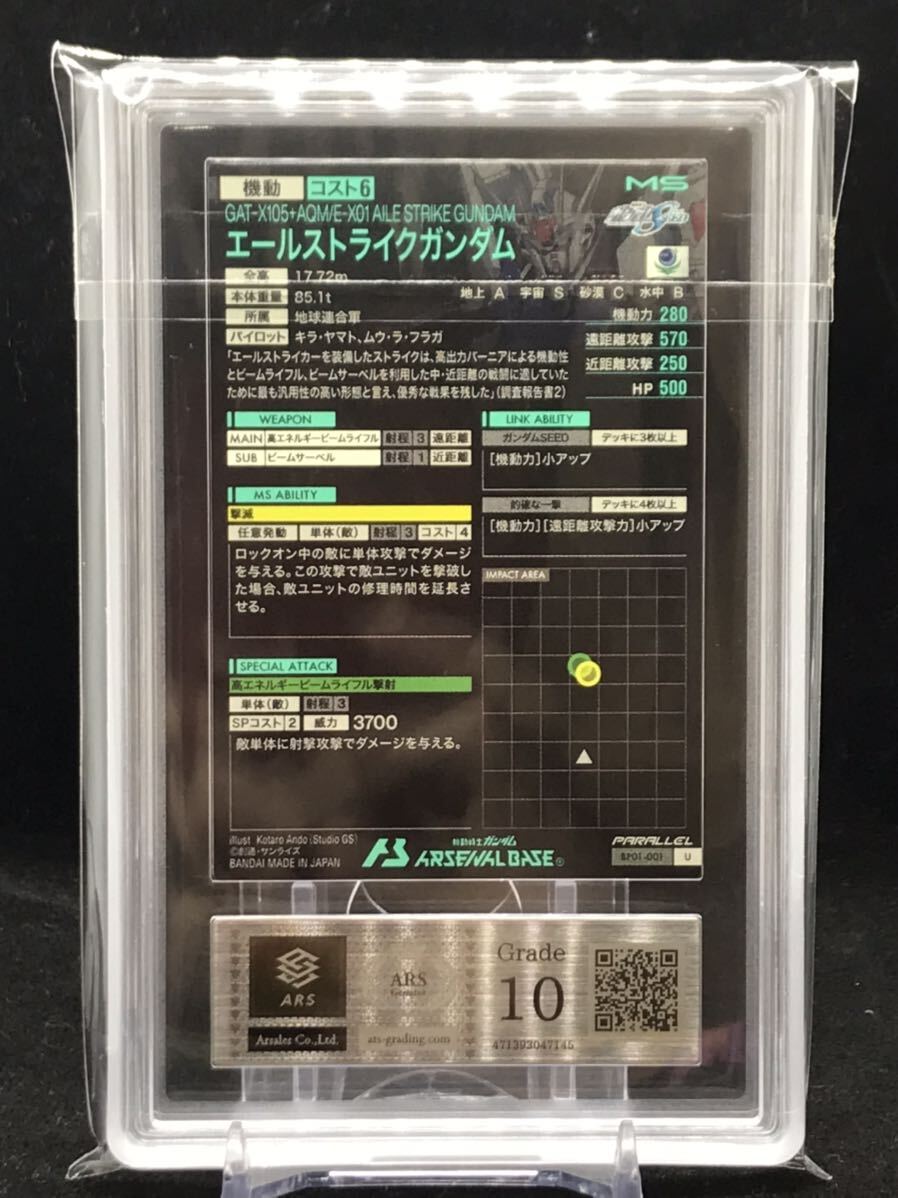 機動 コスト6 MS
GAT-X105+AQM/E-X01 AILE STRIKE GUNDAM
エールストライクガンダム
全高 17.72m
地上 A 宇宙 S 砂漠 C 水中 B
本体重量 85.1t
機動力 280
所属 地球連合軍
遠距離攻撃 570
パイロット キラ・ヤマト、ムウ・ラ・フラガ
近距離攻撃 250
HP 500
「エールストライカーを装備したストライクは、高出力バーニアによる機動性
とビームライフル、ビームサーベルを利用した中・近距離の戦闘に適していた
ために最も汎用性の高い形態と言え、優秀な戦果を残した」(調査報告書2)
WEAPON
MAIN 高エネルギービームライフル 射程 3 遠距離
SUB ビームサーベル 射程 1 近距離
LINK ABILITY
ガンダムSEED デッキに3枚以上
[機動力]小アップ
的確な一撃 デッキに4枚以上
[機動力][遠距離攻撃力]小アップ
MS ABILITY
撃滅
任意発動 単体(敵) 射程 3 コスト 4
ロックオン中の敵に単体攻撃でダメージ
を与える。この攻撃で敵ユニットを撃破し
た場合、敵ユニットの修理時間を延長さ
せる。
IMPACT AREA
SPECIAL ATTACK
高エネルギービームライフル撃射
単体(敵) 射程 3
SPコスト 2 威力 3700
敵単体に射撃攻撃でダメージを与える。
illust Kotaro Ando (Studio GS)
©創通・サンライズ
BANDAI MADE IN JAPAN
機動戦士ガンダム
ARSENAL BASE®
PARALLEL
BP01-001 U
ARS
Arsales Co.,Ltd.
ARS
Genuine
ars-grading.com
Grade
10
471393047145